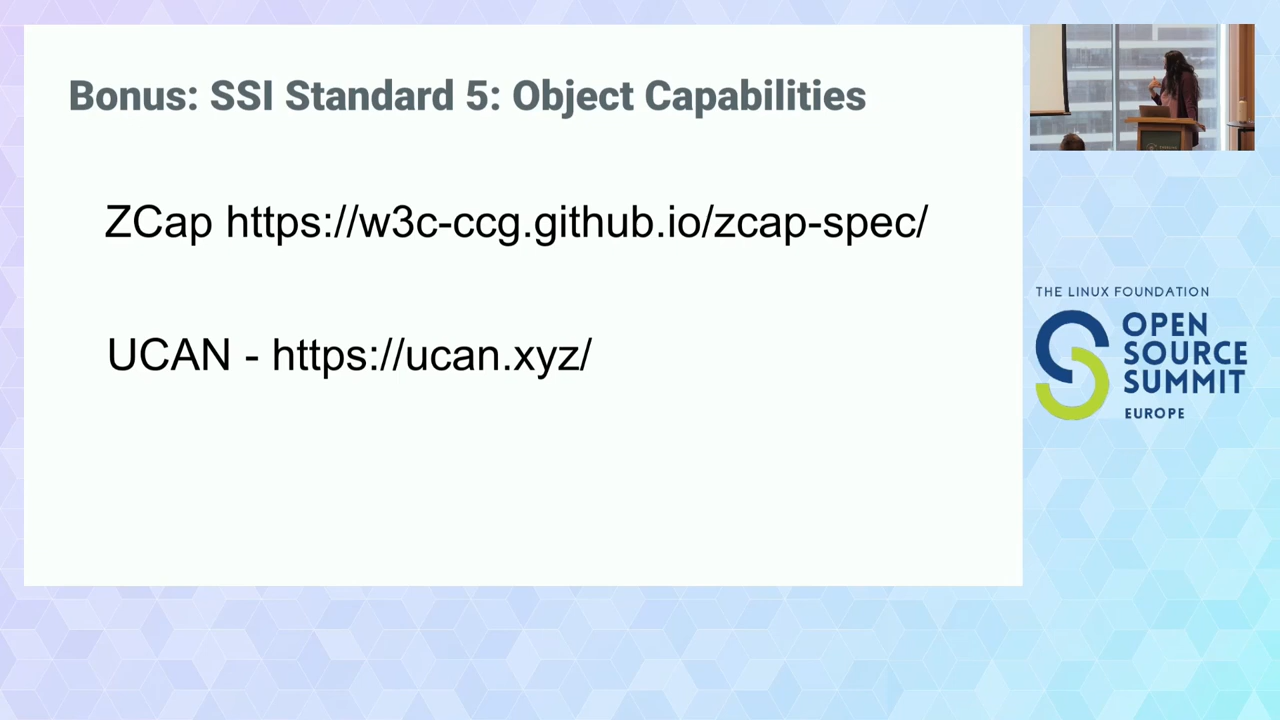 Bonus: SSI Standard 5: Object Capabilities
ZCap https://w3c-ccg.github.io/zcap-spec/
UCAN - https://ucan.xyz/
THE LINUX FOUNDATION
OPEN
SOURCE
SUMMIT
EUROPE